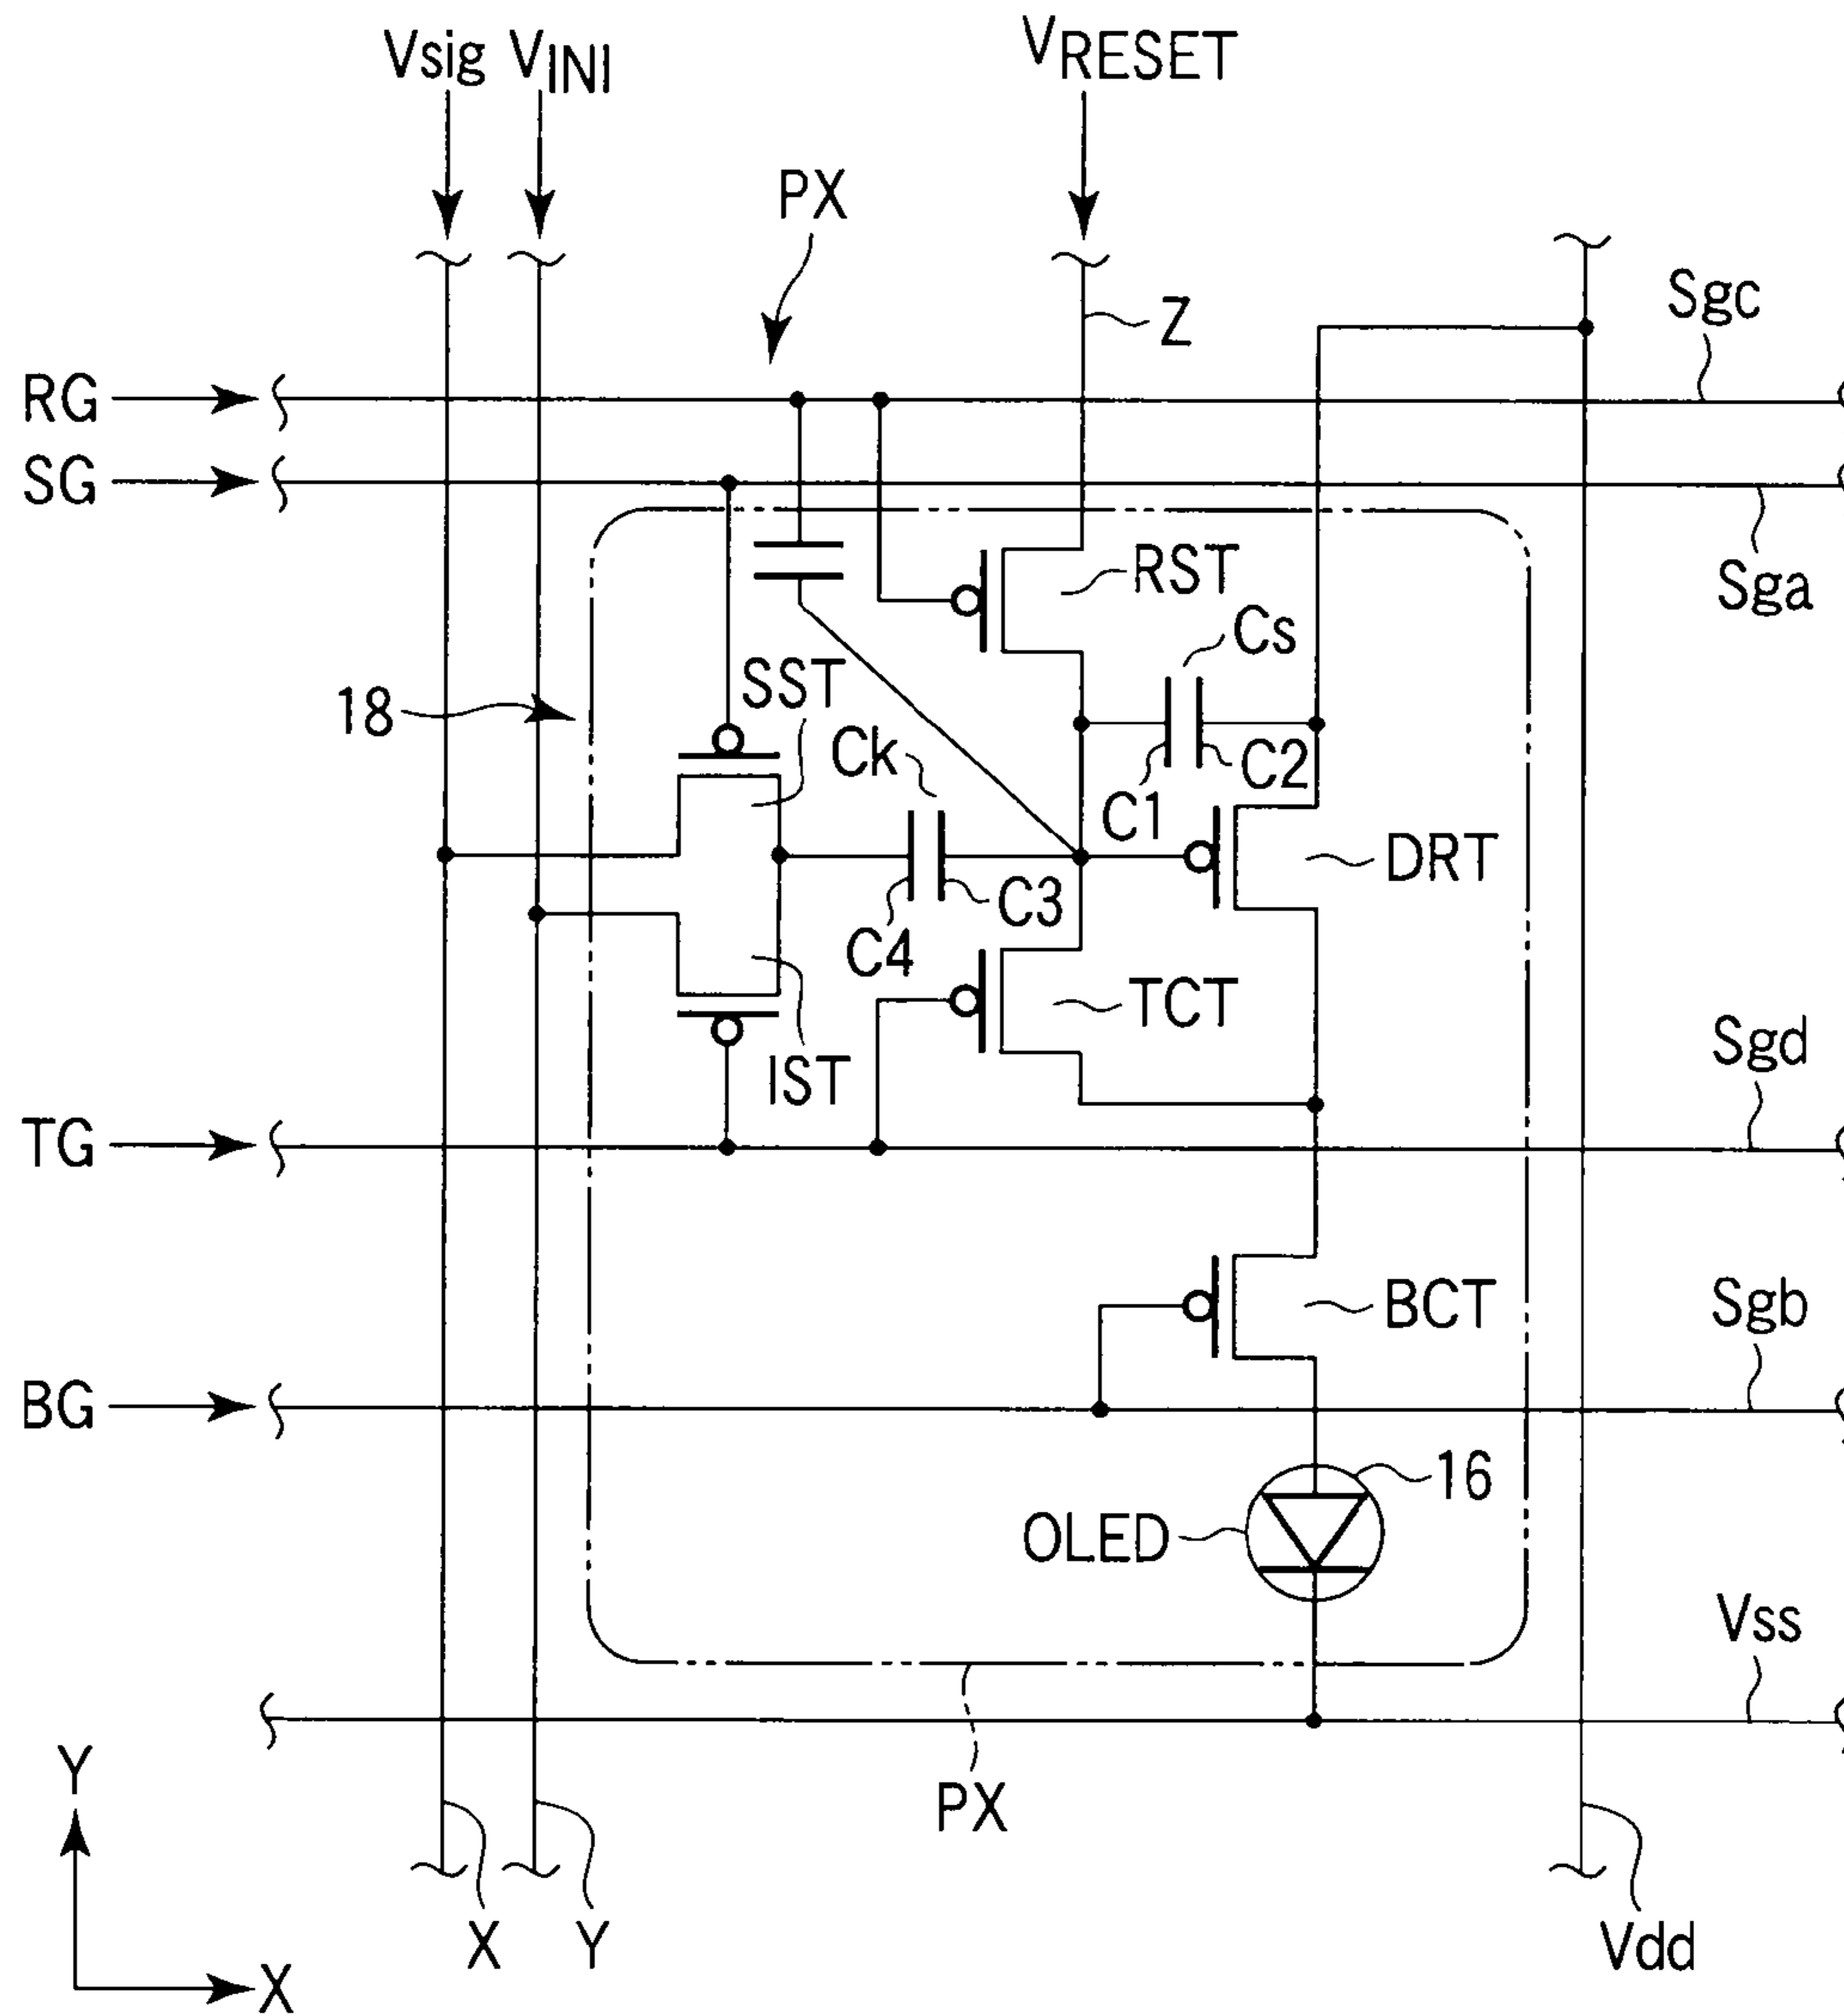 Vsig VINI VRESET
PX
Z
Sgc
RG
SG
RST
Sga
Cs
SST
18
Ck
C2
C1
DRT
C3
C4
TCT
Sgd
IST
TG
BCT
Sgb
BG
16
OLED
Vss
PX
Y
X
Y
Vdd
X